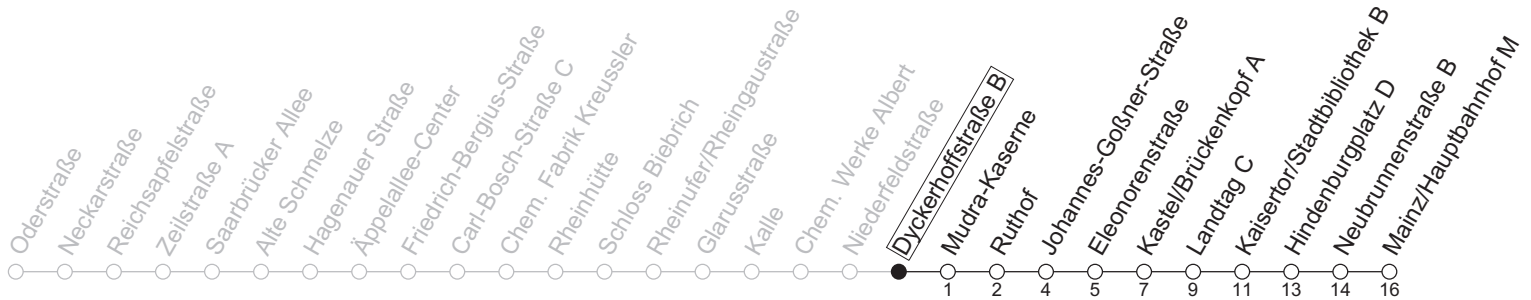 Oderstraße
Neckarstraße
Reichsapfelstraße
Zeilstraße A
Saarbrücker Allee
Alte Schmelze
Hagenauer Straße
Äppelallee-Center
Friedrich-Bergius-Straße
Carl-Bosch-Straße C
Chem. Fabrik Kreussler
Rheinhütte
Schloss Biebrich
Rheinufer/Rheingaustraße
Glarusstraße
Kalle
Chem. Werke Albert
Niederfeldstraße
Dyckerhoffstraße B
Mudra-Kaserne
Ruthof
Johannes-Goßner-Straße
Eleonorenstraße
Kastel/Brückenkopf A
Landtag C
Kaisertor/Stadtbibliothek B
Hindenburgplatz D
Neubrunnenstraße B
Mainz/Hauptbahnhof M
1 2 4 5 7 9 11 13 14 16